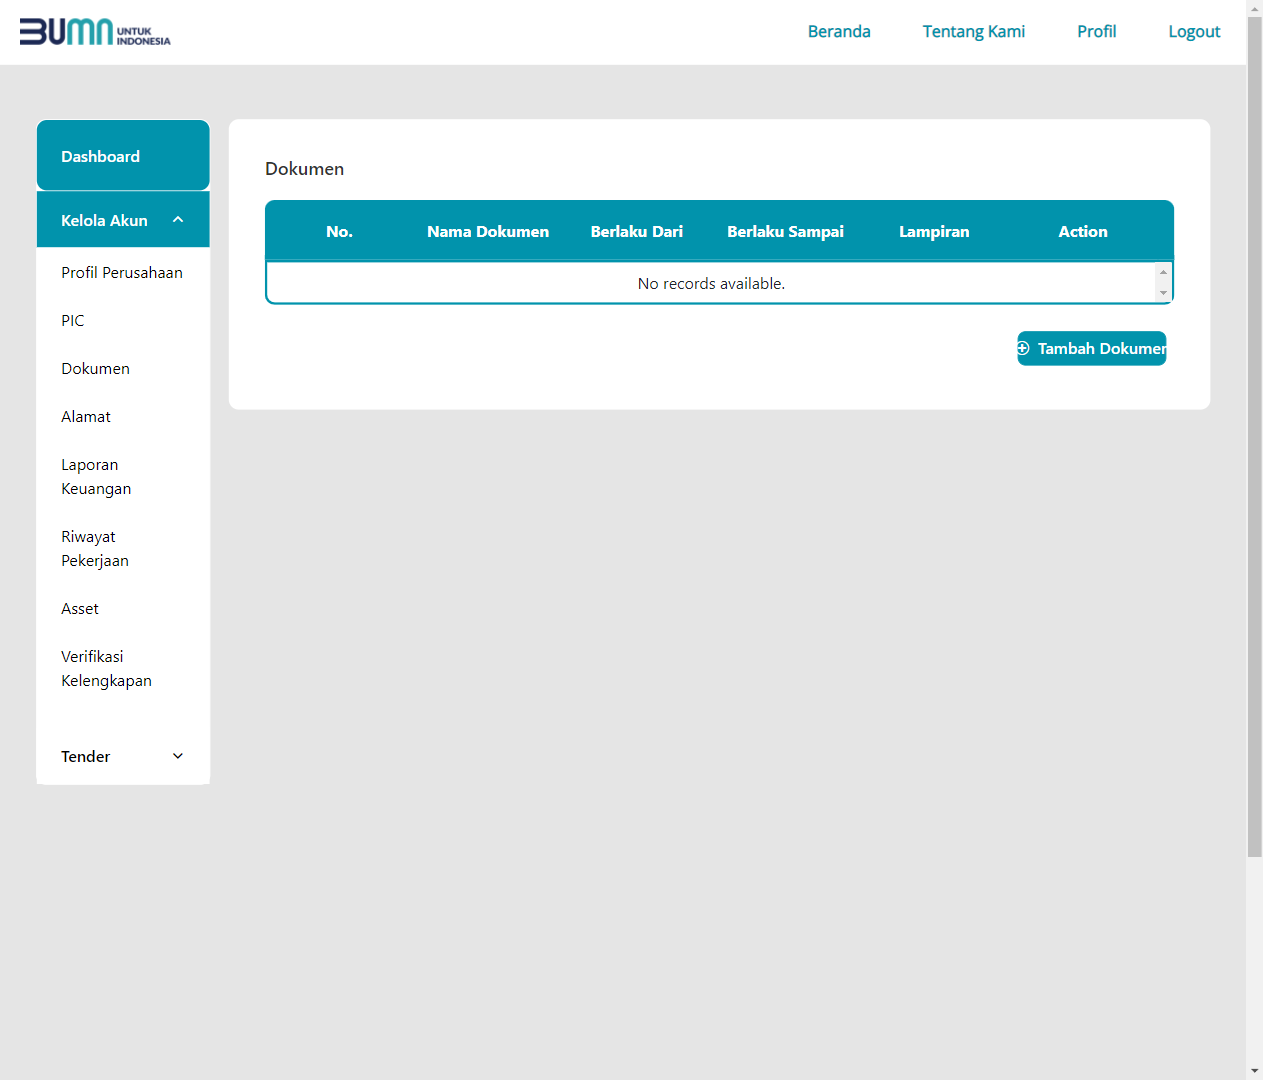 BUMN UNTUK INDONESIA
Beranda
Tentang Kami
Profil
Logout
Dashboard
Kelola Akun
Profil Perusahaan
PIC
Dokumen
Alamat
Laporan
Keuangan
Riwayat
Pekerjaan
Asset
Verifikasi
Kelengkapan
Tender
Dokumen
No. Nama Dokumen Berlaku Dari Berlaku Sampai Lampiran Action
No records available.
Tambah Dokumen